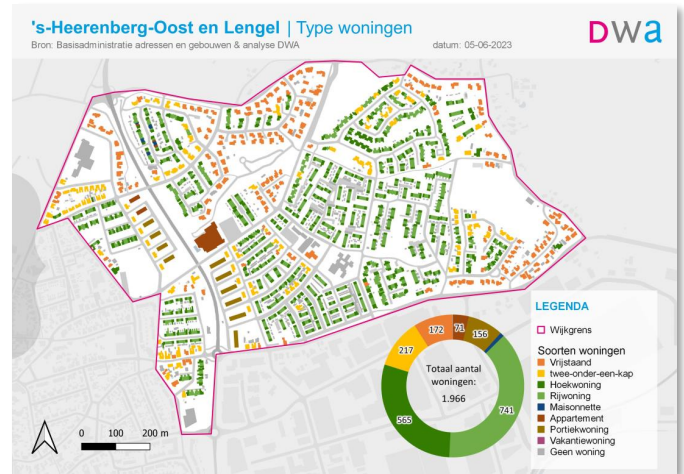 's-Heerenberg-Oost en Lengel | Type woningen
Bron: Basisadministratie adressen en gebouwen & analyse DWA
datum: 05-06-2023
DWA
LEGENDA
Wijkgrens
Soorten woningen
Vrijstaand
twee-onder-een-kap
Hoekwoning
Rijwoning
Maisonnette
Appartement
Portiekwoning
Vakantiewoning
Geen woning
172
71
156
217
Totaal aantal
woningen:
1.966
565
741
0 100 200 m